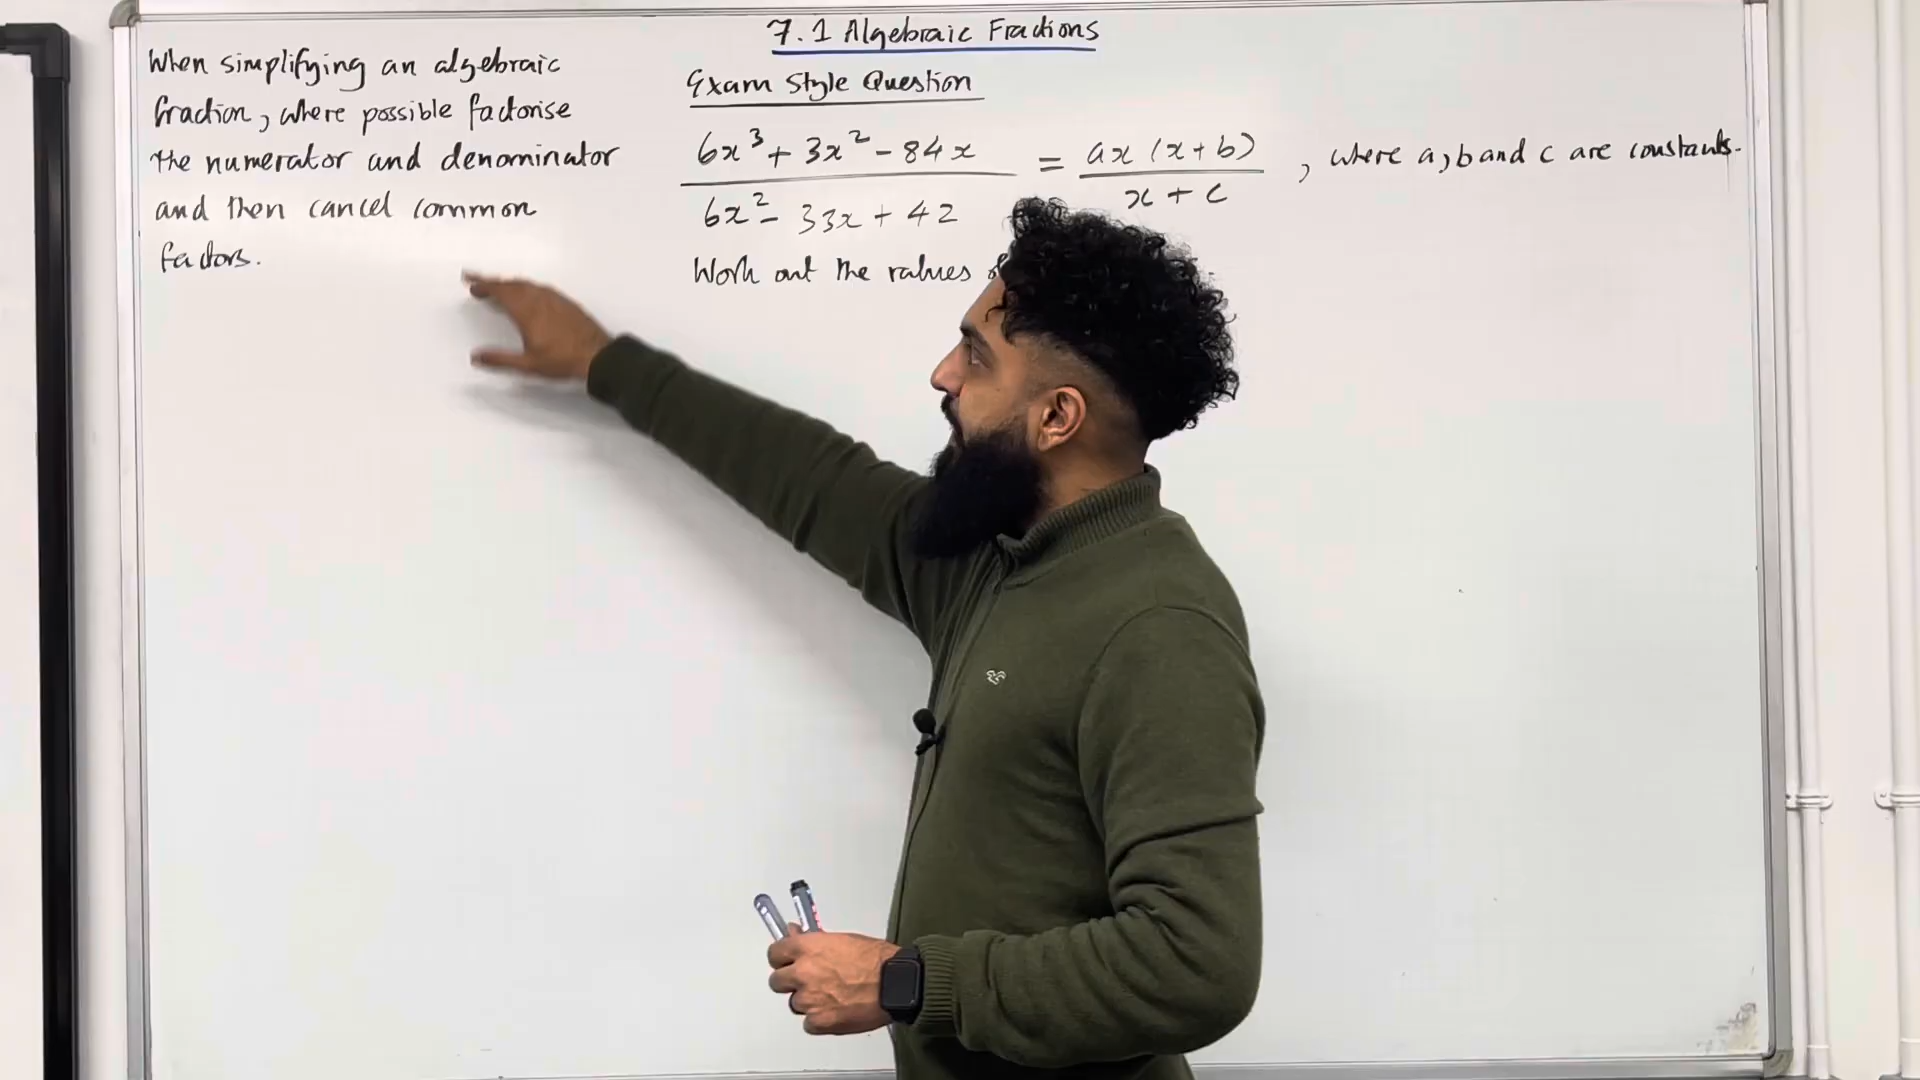 7.1 Algebraic Fractions
When simplifying an algebraic
fraction, where possible factorise
the numerator and denominator
and then cancel common
factors.
Exam Style Question
6x³ + 3x² - 84x / 6x² - 33x + 42 = ax(x + b) / x + c , where a, b and c are constants.
Work out the values of